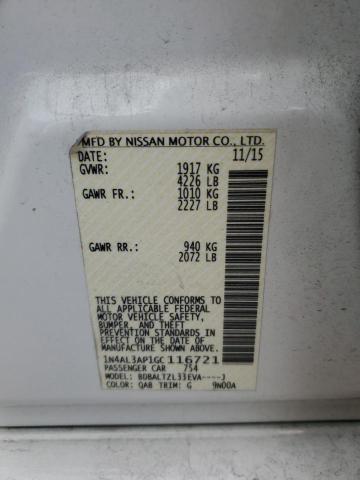 MFD BY NISSAN MOTOR CO., LTD.
DATE: 11/15
GVWR: 1917 KG
4226 LB
GAWR FR.: 1010 KG
2227 LB
GAWR RR.: 940 KG
2072 LB
THIS VEHICLE CONFORMS TO
ALL APPLICABLE FEDERAL
MOTOR VEHICLE SAFETY,
BUMPER, AND THEFT
PREVENTION STANDARDS IN
EFFECT ON THE DATE OF
MANUFACTURE SHOWN ABOVE.
1N4AL3AP1GC116721
PASSENGER CAR 754
MODEL: BDBALTZL33EVA----J
COLOR: QAB TRIM: G 9N00A